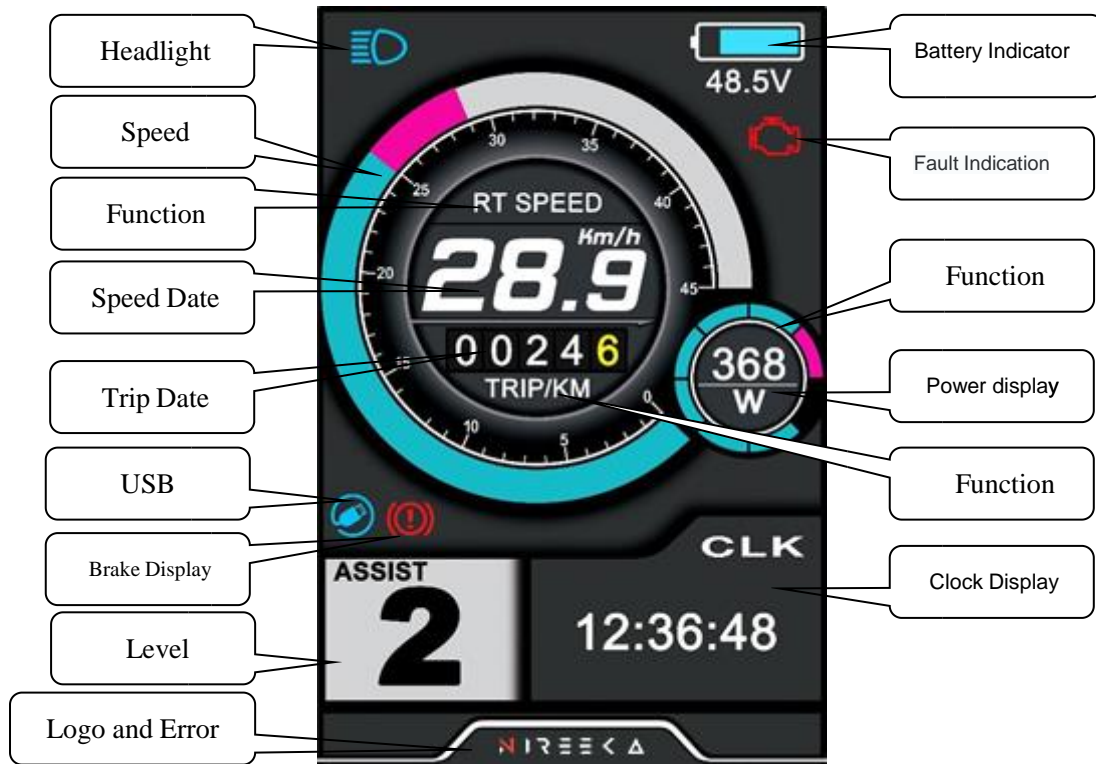 Headlight
Speed
Function
Speed Date
Trip Date
USB
Brake Display
Level
Logo and Error
48.5V
30
35
25
40
RT SPEED
Km/h
28.9
20
45
00246
15
TRIP/KM
0
10
5
368
W
CLK
ASSIST
2
12:36:48
NIREEKA
Battery Indicator
Fault Indication
Function
Power display
Function
Clock Display